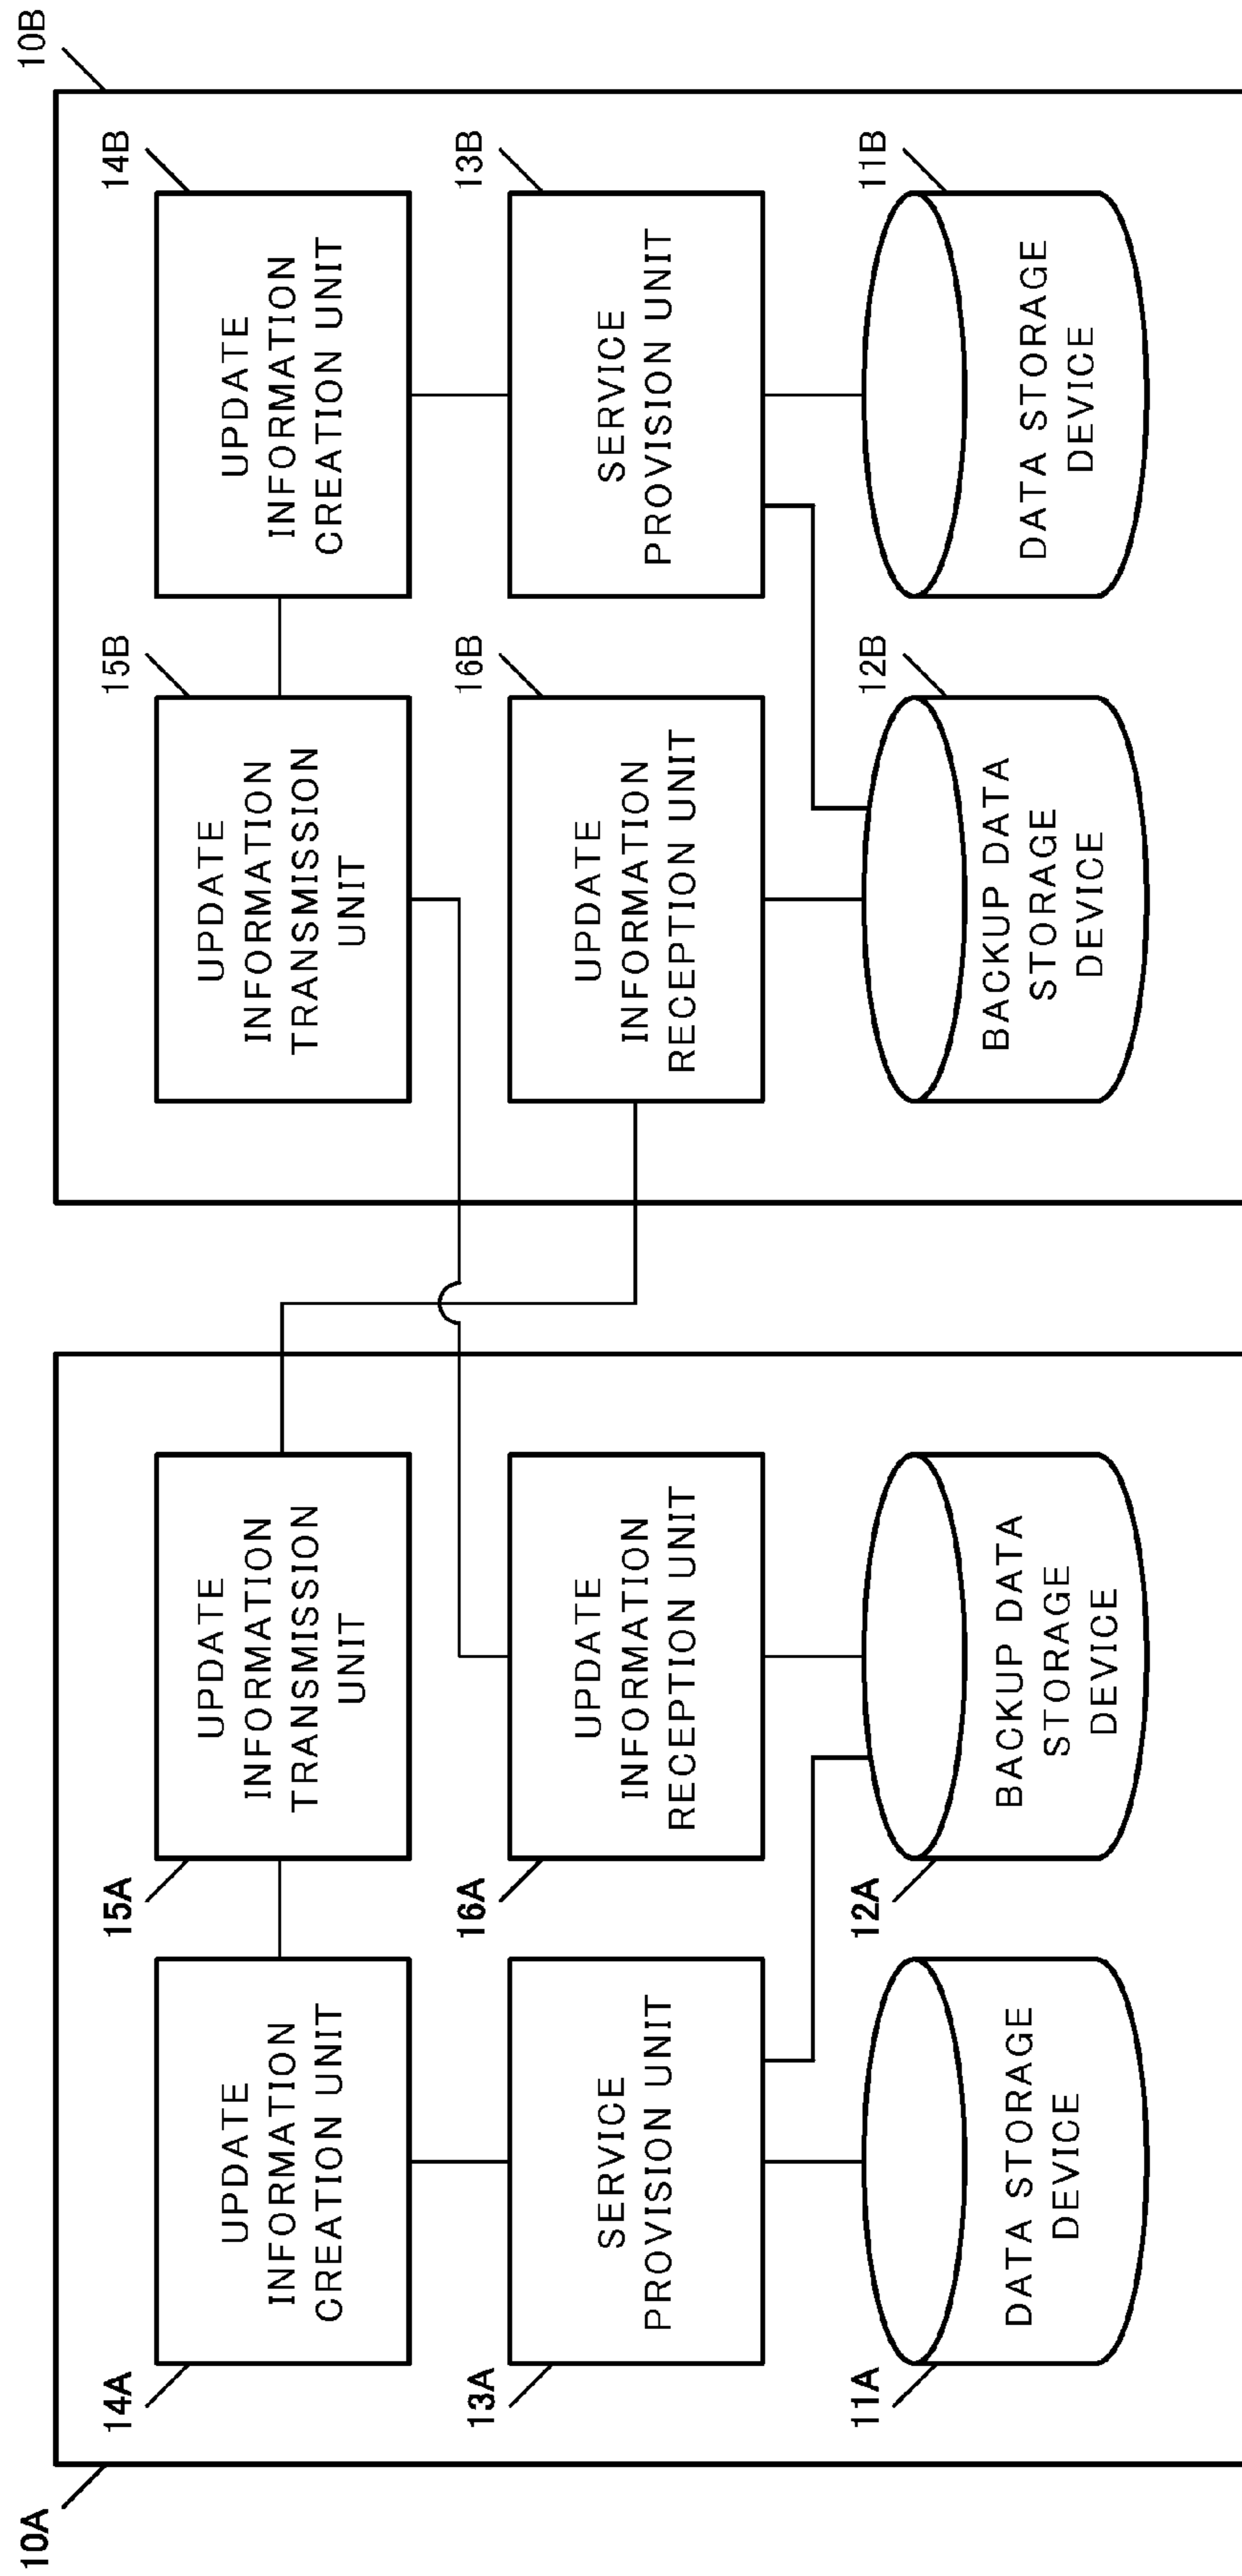 10A
14A
UPDATE
INFORMATION
CREATION UNIT
15A
UPDATE
INFORMATION
TRANSMISSION
UNIT
13A
SERVICE
PROVISION UNIT
16A
UPDATE
INFORMATION
RECEPTION UNIT
11A
DATA STORAGE
DEVICE
12A
BACKUP DATA
STORAGE
DEVICE
10B
15B
UPDATE
INFORMATION
TRANSMISSION
UNIT
14B
UPDATE
INFORMATION
CREATION UNIT
16B
UPDATE
INFORMATION
RECEPTION UNIT
13B
SERVICE
PROVISION UNIT
12B
BACKUP DATA
STORAGE
DEVICE
11B
DATA STORAGE
DEVICE